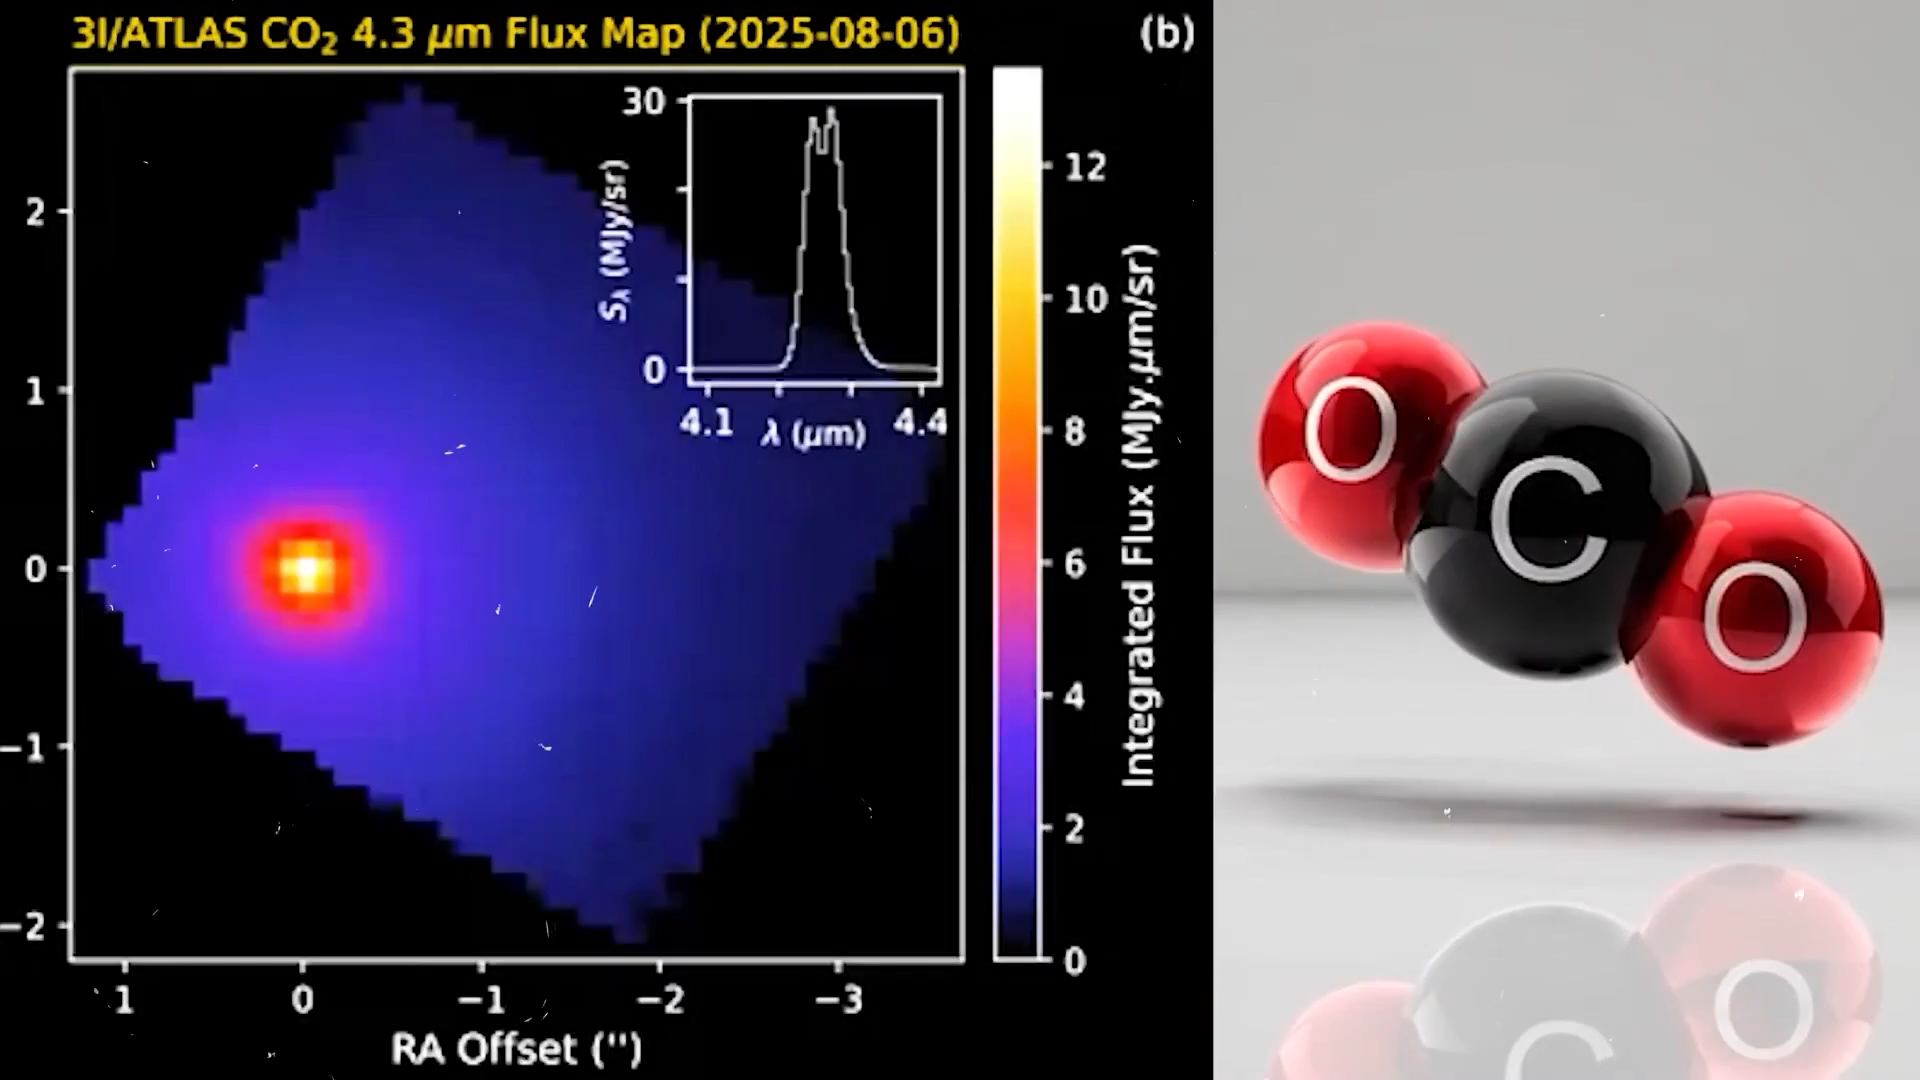 3I/ATLAS CO₂ 4.3 μm Flux Map (2025-08-06)
(b)
30
0
Sλ (MJy/sr)
4.1
λ (μm)
4.4
2
1
0
−1
−2
1
0
−1
−2
−3
RA Offset ('')
12
10
8
6
4
2
0
Integrated Flux (MJy.μm/sr)
O
C
O
O
C